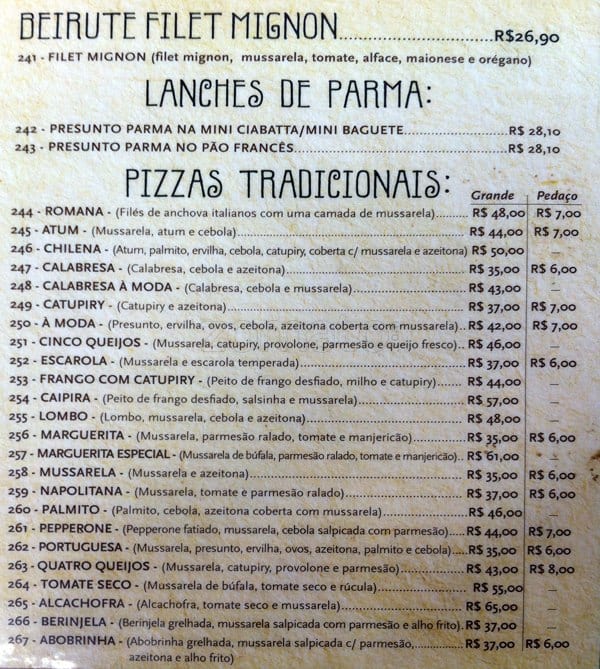 BEIRUTE FILET MIGNON..............................R$26,90
241 - FILET MIGNON (filet mignon, mussarela, tomate, alface, maionese e orégano)
LANCHES DE PARMA:
242 - PRESUNTO PARMA NA MINI CIABATTA/MINI BAGUETE.....................R$ 28,10
243 - PRESUNTO PARMA NO PÃO FRANCÊS...........................................R$ 28,10
PIZZAS TRADICIONAIS: Grande Pedaço
244 - ROMANA - (Filés de anchova italianos com uma camada de mussarela)......... R$ 48,00 R$ 7,00
245 - ATUM - (Mussarela, atum e cebola)............................................. R$ 44,00 R$ 7,00
246 - CHILENA - (Atum, palmito, ervilha, cebola, catupiry, coberta c/ mussarela e azeitona) R$ 50,00 —
247 - CALABRESA - (Calabresa, cebola e azeitona)................................... R$ 35,00 R$ 6,00
248 - CALABRESA À MODA - (Calabresa, cebola e mussarela)....................... R$ 43,00 —
249 - CATUPIRY - (Catupiry e azeitona).............................................. R$ 37,00 R$ 7,00
250 - À MODA - (Presunto, ervilha, ovos, cebola, azeitona coberta com mussarela).. R$ 42,00 R$ 7,00
251 - CINCO QUEIJOS - (Mussarela, catupiry, provolone, parmesão e queijo fresco).. R$ 46,00 —
252 - ESCAROLA - (Mussarela e escarola temperada)................................ R$ 37,00 R$ 6,00
253 - FRANGO COM CATUPIRY - (Peito de frango desfiado, milho e catupiry)....... R$ 44,00 —
254 - CAIPIRA - (Peito de frango desfiado, salsinha e mussarela)................... R$ 57,00 —
255 - LOMBO - (Lombo, mussarela, cebola e azeitona).............................. R$ 48,00 —
256 - MARGUERITA - (Mussarela, parmesão ralado, tomate e manjericão)........... R$ 35,00 R$ 6,00
257 - MARGUERITA ESPECIAL - (Mussarela de búfala, parmesão ralado, tomate e manjericão).. R$ 61,00 —
258 - MUSSARELA - (Mussarela e azeitona)........................................ R$ 35,00 R$ 6,00
259 - NAPOLITANA - (Mussarela, tomate e parmesão ralado)....................... R$ 37,00 R$ 6,00
260 - PALMITO - (Palmito, cebola, azeitona coberta com mussarela)................ R$ 46,00 —
261 - PEPPERONE - (Pepperone fatiado, mussarela, cebola salpicada com parmesão)..... R$ 44,00 R$ 7,00
262 - PORTUGUESA - (Mussarela, presunto, ervilha, ovos, azeitona, palmito e cebola).... R$ 35,00 R$ 6,00
263 - QUATRO QUEIJOS - (Mussarela, catupiry, provolone e parmesão)............. R$ 43,00 R$ 8,00
264 - TOMATE SECO - (Mussarela de búfala, tomate seco e rúcula)................. R$ 55,00 —
265 - ALCACHOFRA - (Alcachofra, tomate seco e mussarela)....................... R$ 65,00 —
266 - BERINJELA - (Berinjela grelhada, mussarela salpicada com parmesão e alho frito). R$ 37,00 —
267 - ABOBRINHA - (Abobrinha grelhada, mussarela salpicada c/ parmesão,............ R$ 37,00 R$ 6,00
azeitona e alho frito)